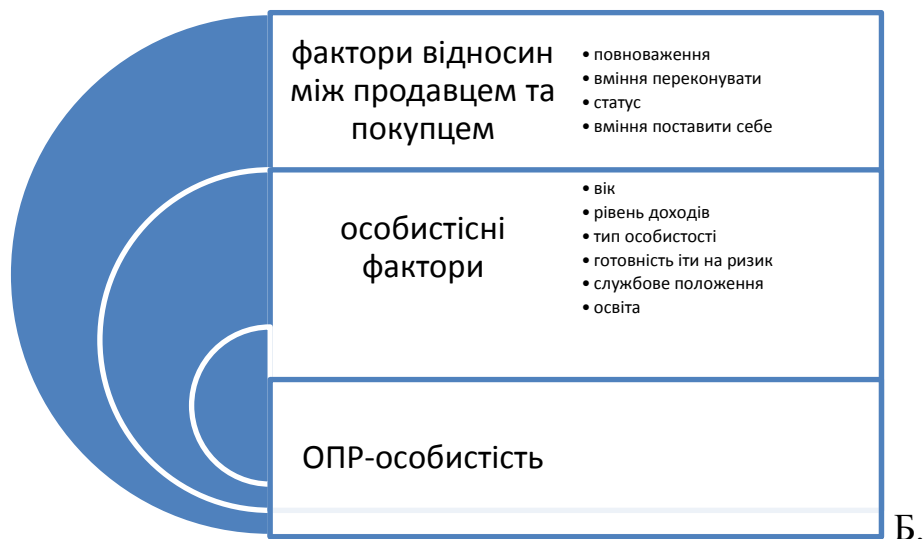 фактори відносин
між продавцем та
покупцем
• повноваження
• вміння переконувати
• статус
• вміння поставити себе
особистісні
фактори
• вік
• рівень доходів
• тип особистості
• готовність іти на ризик
• службове положення
• освіта
ОПР-особистість
Б.